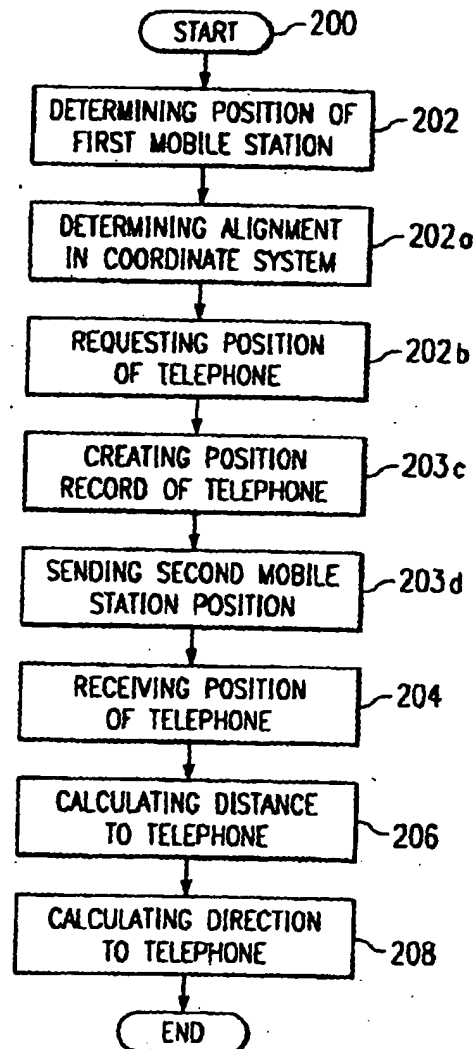 START
200
DETERMINING POSITION OF
FIRST MOBILE STATION
202
DETERMINING ALIGNMENT
IN COORDINATE SYSTEM
202a
REQUESTING POSITION
OF TELEPHONE
202b
CREATING POSITION
RECORD OF TELEPHONE
203c
SENDING SECOND MOBILE
STATION POSITION
203d
RECEIVING POSITION
OF TELEPHONE
204
CALCULATING DISTANCE
TO TELEPHONE
206
CALCULATING DIRECTION
TO TELEPHONE
208
END